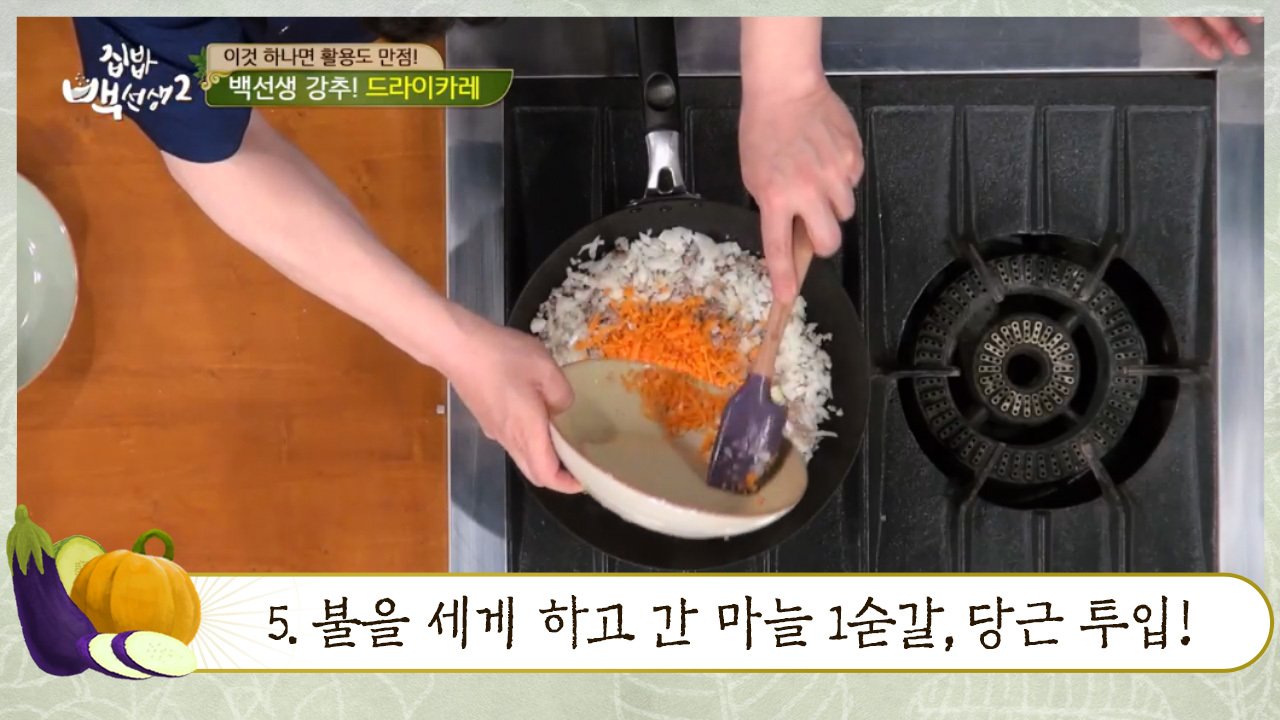 집밥
백선생2
이것 하나면 활용도 만점!
백선생 강추! 드라이카레
5. 불을 세게 하고 간 마늘 1숟갈, 당근 투입!